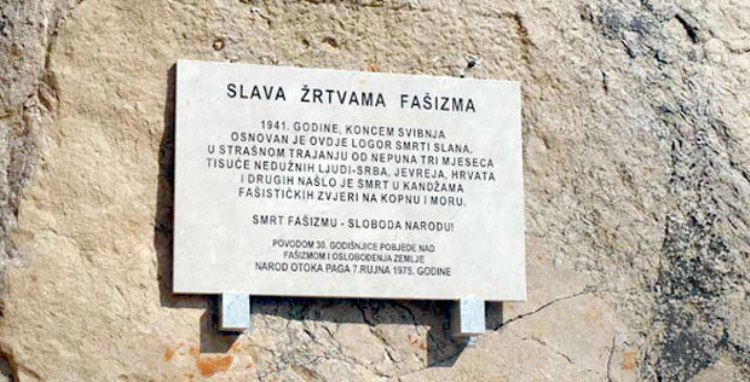 SLAVA ŽRTVAMA FAŠIZMA
1941. GODINE, KONCEM SVIBNJA
OSNOVAN JE OVDJE LOGOR SMRTI SLANA.
U STRAŠNOM TRAJANJU OD NEPUNA TRI MJESECA
TISUĆE NEDUŽNIH LJUDI-SRBA, JEVREJA, HRVATA
I DRUGIH NAŠLO JE SMRT U KANDŽAMA
FAŠISTIČKIH ZVJERI NA KOPNU I MORU.
SMRT FAŠIZMU - SLOBODA NARODU!
POVODOM 30. GODIŠNJICE POBJEDE NAD
FAŠIZMOM I OSLOBOĐENJA ZEMLJE
NAROD OTOKA PAGA 7.RUJNA 1975. GODINE